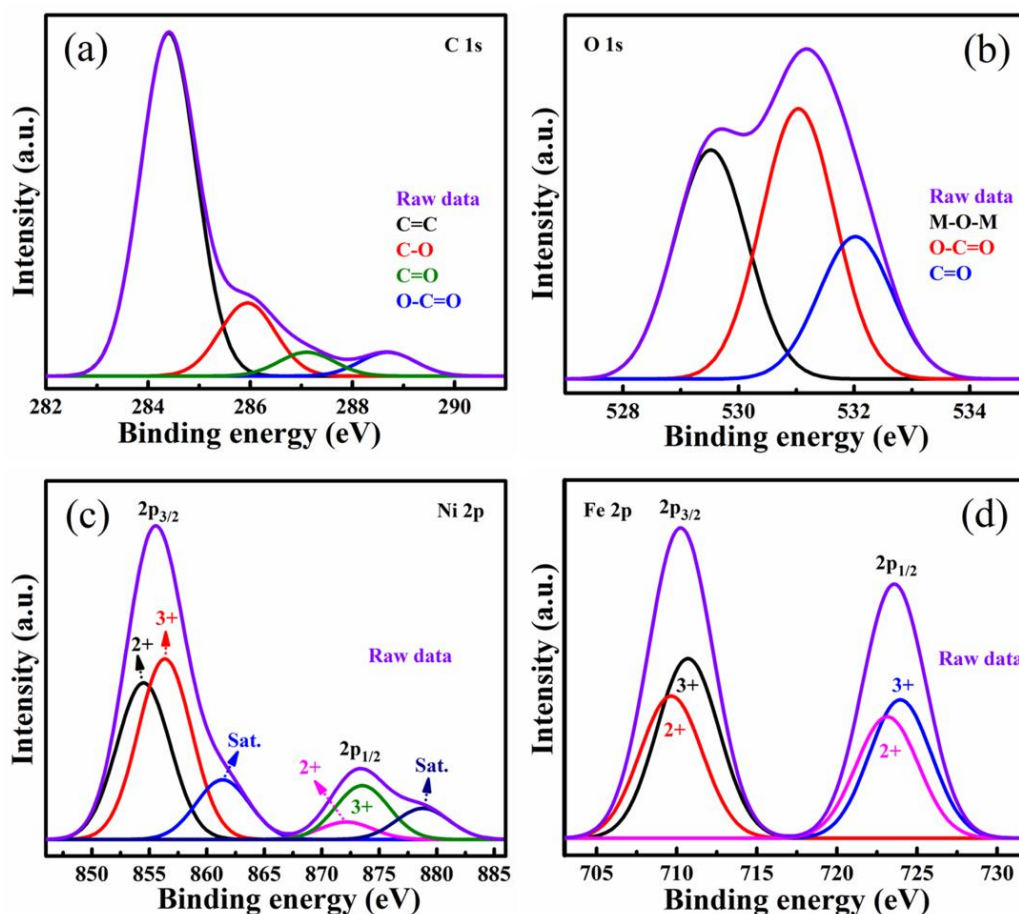 (a)
C 1s
Raw data
C=C
C-O
C=O
O-C=O
Intensity (a.u.)
282 284 286 288 290
Binding energy (eV)
O 1s
(b)
Raw data
M-O-M
O-C=O
C=O
Intensity (a.u.)
528 530 532 534
Binding energy (eV)
(c)
2p3/2
Ni 2p
3+
2+
Raw data
Sat.
2p1/2
2+
3+
Sat.
Intensity (a.u.)
850 855 860 865 870 875 880 885
Binding energy (eV)
Fe 2p
2p3/2
(d)
2p1/2
Raw data
3+
2+
3+
2+
Intensity (a.u.)
705 710 715 720 725 730
Binding energy (eV)